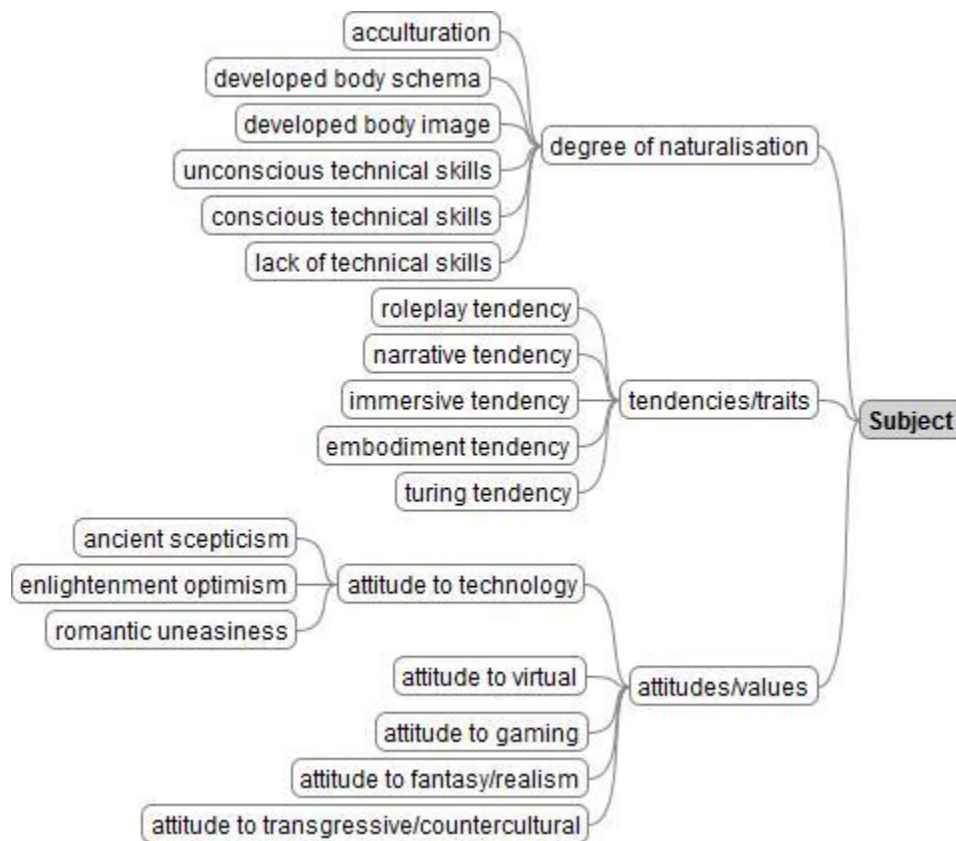 acculturation
developed body schema
developed body image
degree of naturalisation
unconscious technical skills
conscious technical skills
lack of technical skills
roleplay tendency
narrative tendency
immersive tendency
tendencies/traits
Subject
embodiment tendency
turing tendency
ancient scepticism
enlightenment optimism
attitude to technology
romantic uneasiness
attitude to virtual
attitudes/values
attitude to gaming
attitude to fantasy/realism
attitude to transgressive/countercultural